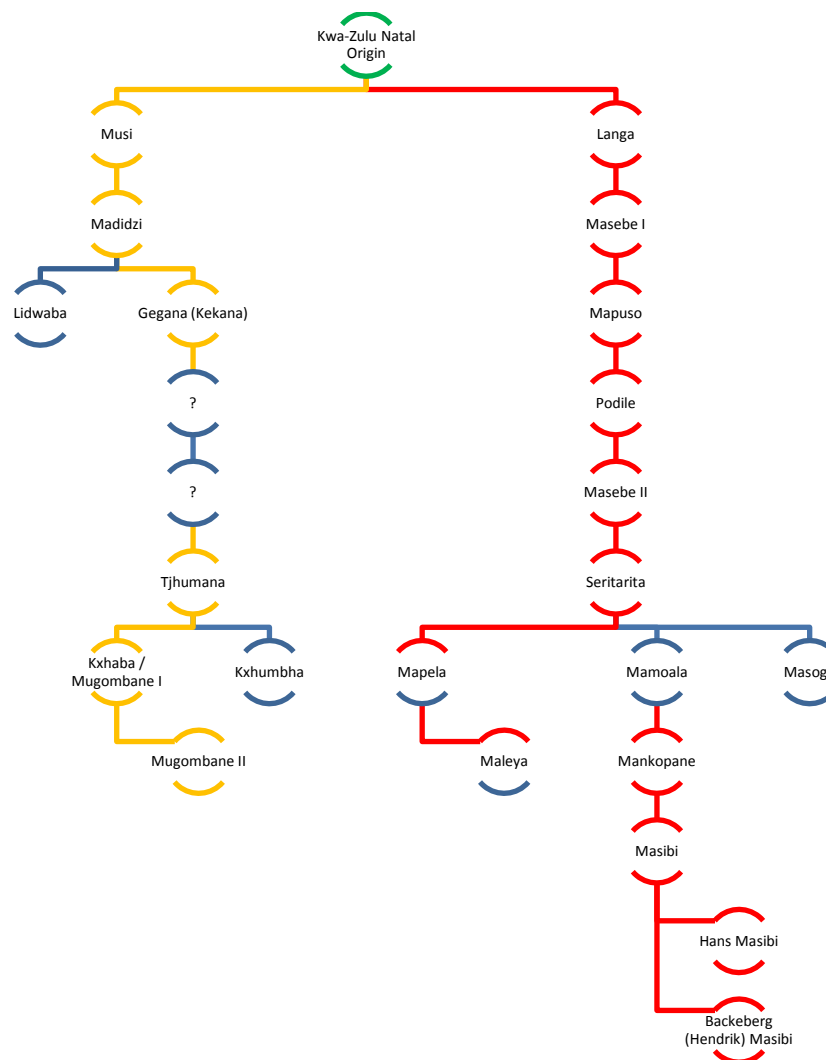 Kwa-Zulu Natal
Origin
Musi
Langa
Madidzi
Masebe I
Lidwaba
Gegana (Kekana)
Mapuso
?
Podile
?
Masebe II
Tjhumana
Seritarita
Kxhaba /
Mugombane I
Kxhumbha
Mapela
Mamoala
Masog
Mugombane II
Maleya
Mankopane
Masibi
Hans Masibi
Backeberg
(Hendrik) Masibi